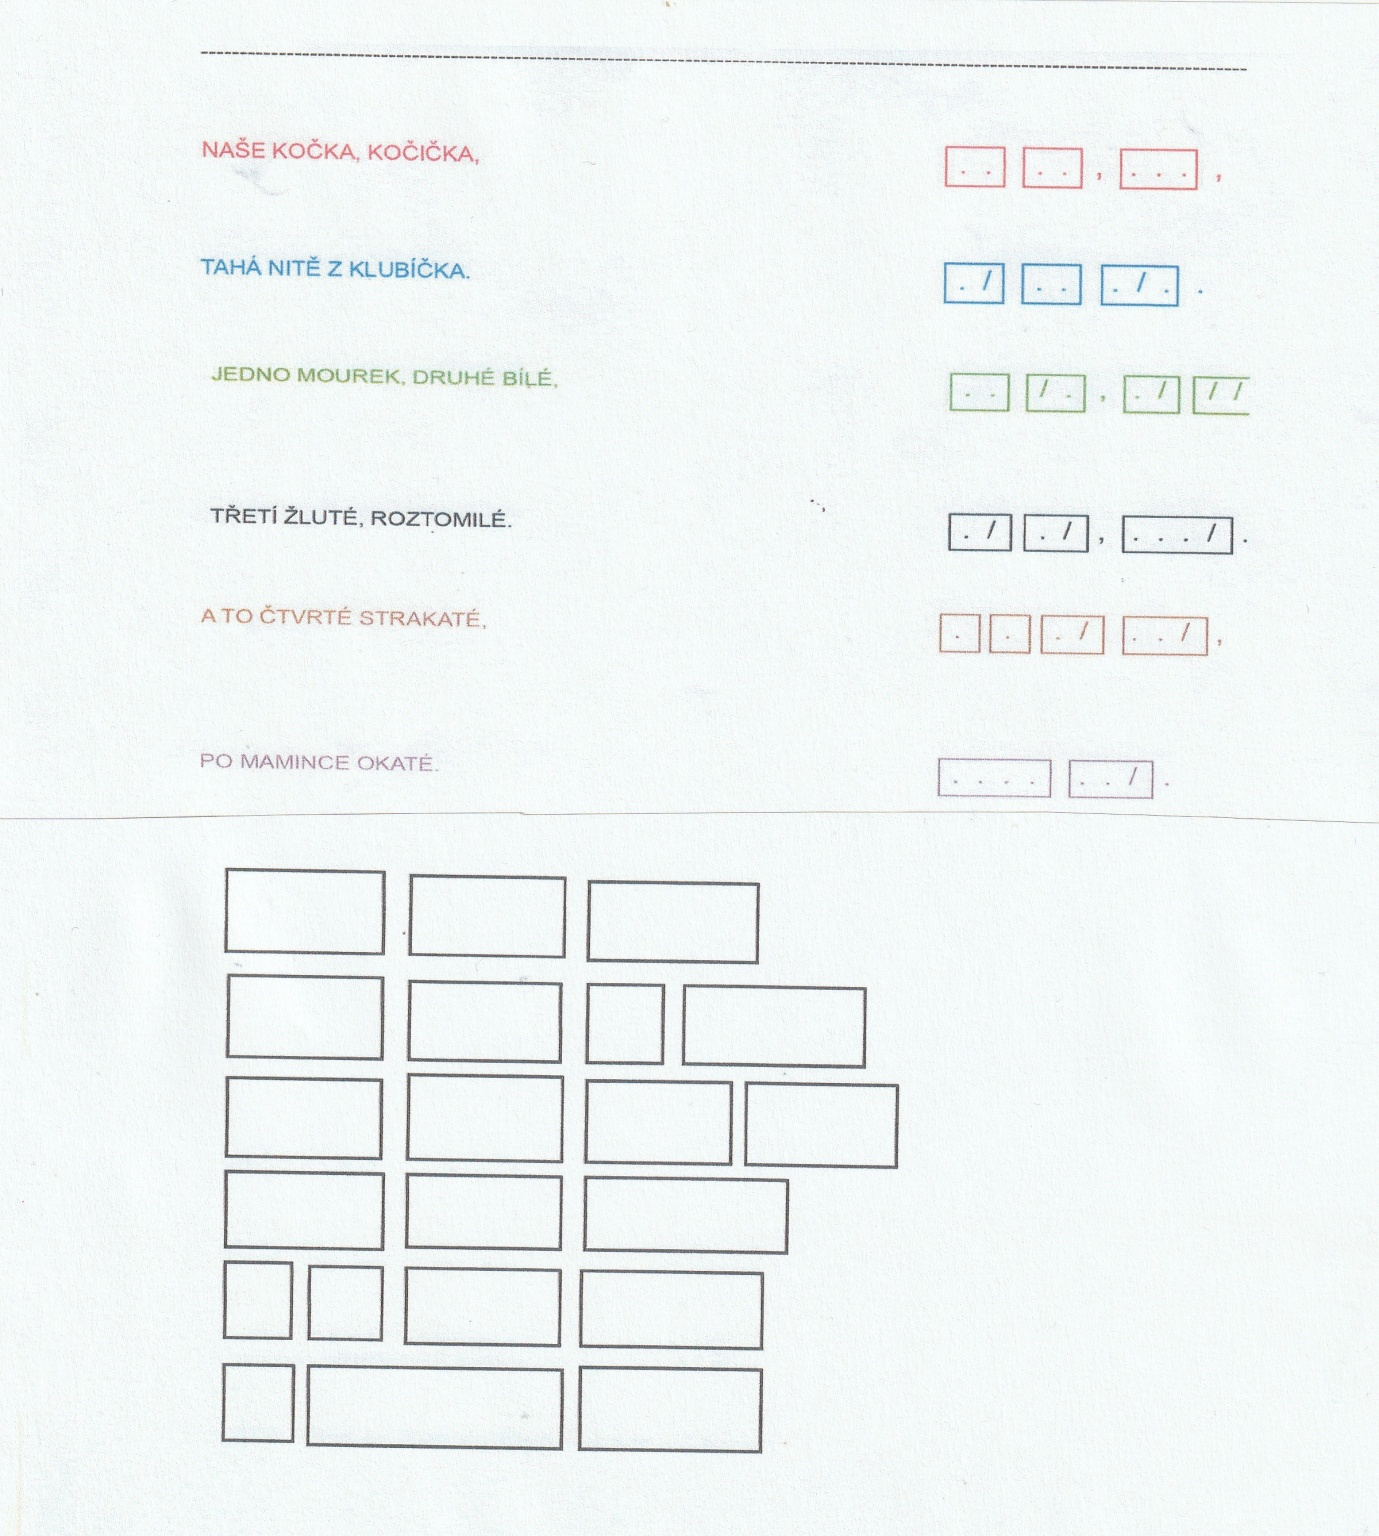 NAŠE KOČKA, KOČIČKA,
TAHÁ NITĚ Z KLUBÍČKA.
JEDNO MOUREK, DRUHÉ BÍLÉ,
TŘETÍ ŽLUTÉ, ROZTOMILÉ.
A TO ČTVRTÉ STRAKATÉ,
PO MAMINCE OKATÉ.